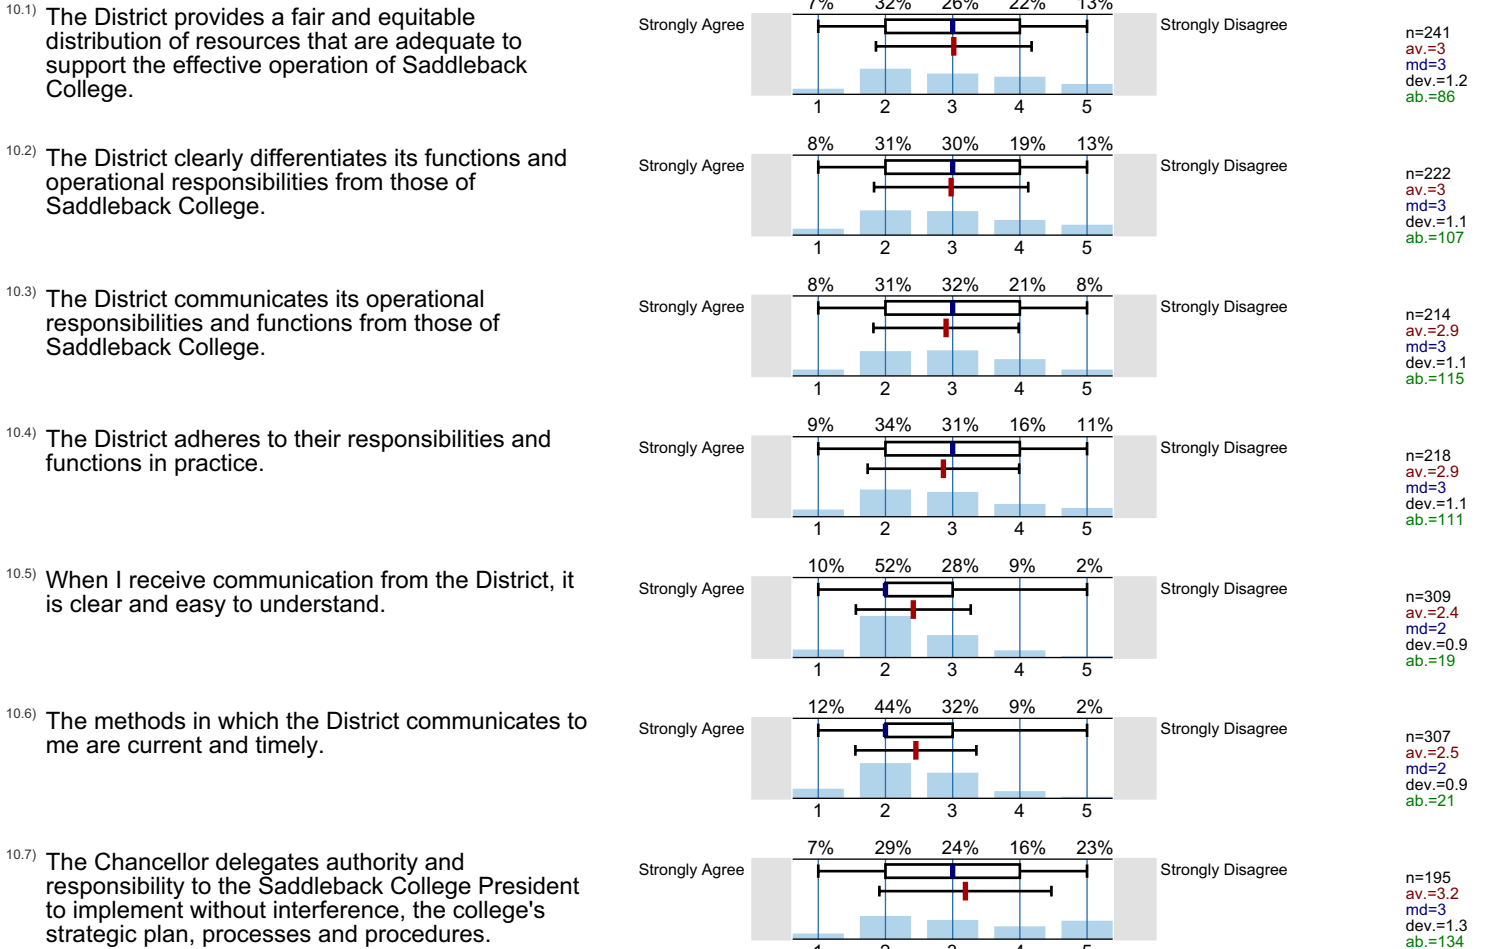 10.1) The District provides a fair and equitable
distribution of resources that are adequate to
support the effective operation of Saddleback
College.
Strongly Agree
7% 32% 26% 22% 13%
Strongly Disagree
1 2 3 4 5
n=241
av.=3
md=3
dev.=1.2
ab.=86
10.2) The District clearly differentiates its functions and
operational responsibilities from those of
Saddleback College.
Strongly Agree
8% 31% 30% 19% 13%
Strongly Disagree
1 2 3 4 5
n=222
av.=3
md=3
dev.=1.1
ab.=107
10.3) The District communicates its operational
responsibilities and functions from those of
Saddleback College.
Strongly Agree
8% 31% 32% 21% 8%
Strongly Disagree
1 2 3 4 5
n=214
av.=2.9
md=3
dev.=1.1
ab.=115
10.4) The District adheres to their responsibilities and
functions in practice.
Strongly Agree
9% 34% 31% 16% 11%
Strongly Disagree
1 2 3 4 5
n=218
av.=2.9
md=3
dev.=1.1
ab.=111
10.5) When I receive communication from the District, it
is clear and easy to understand.
Strongly Agree
10% 52% 28% 9% 2%
Strongly Disagree
1 2 3 4 5
n=309
av.=2.4
md=2
dev.=0.9
ab.=19
10.6) The methods in which the District communicates to
me are current and timely.
Strongly Agree
12% 44% 32% 9% 2%
Strongly Disagree
1 2 3 4 5
n=307
av.=2.5
md=2
dev.=0.9
ab.=21
10.7) The Chancellor delegates authority and
responsibility to the Saddleback College President
to implement without interference, the college's
strategic plan, processes and procedures.
Strongly Agree
7% 29% 24% 16% 23%
Strongly Disagree
1 2 3 4 5
n=195
av.=3.2
md=3
dev.=1.3
ab.=134